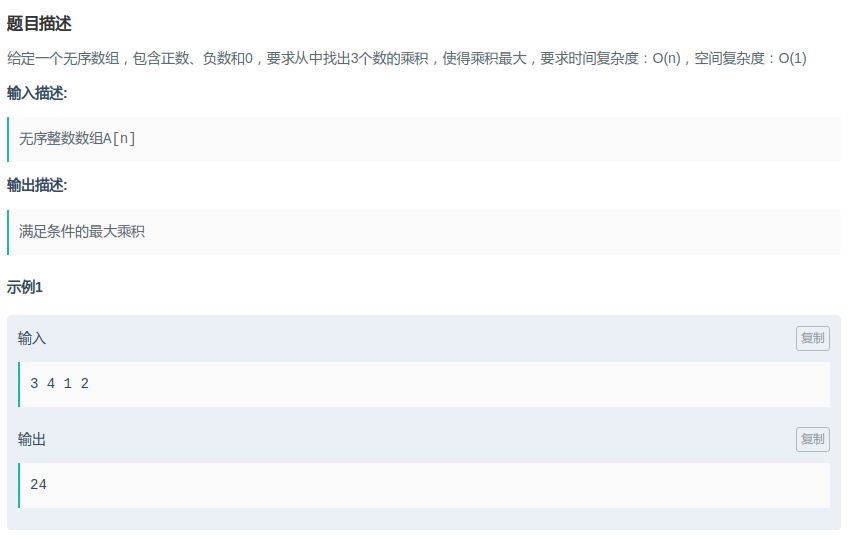 题目描述
给定一个无序数组，包含正数、负数和0，要求从中找出3个数的乘积，使得乘积最大，要求时间复杂度：O(n)，空间复杂度：O(1)
输入描述:
无序整数数组A[n]
输出描述:
满足条件的最大乘积
示例1
输入
复制
3 4 1 2
输出
复制
24